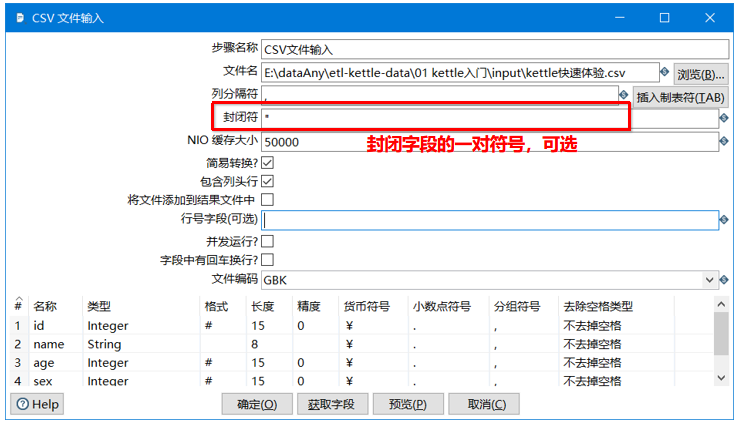 CSV 文件输入
步骤名称 CSV文件输入
文件名 E:\dataAny\etl-kettle-data\01 kettle入门\input\kettle快速体验.csv 浏览(B)...
列分隔符 , 插入制表符(TAB)
封闭符 *
NIO 缓存大小 50000 封闭字段的一对符号，可选
简易转换?
包含列头行
将文件添加到结果文件中
行号字段(可选)
并发运行?
字段中有回车换行?
文件编码 GBK
# 名称 类型 格式 长度 精度 货币符号 小数点符号 分组符号 去除空格类型
1 id Integer # 15 0 ¥ . , 不去掉空格
2 name String 8 ¥ . , 不去掉空格
3 age Integer # 15 0 ¥ . , 不去掉空格
4 sex Integer # 15 0 ¥ . , 不去掉空格
Help 确定(O) 获取字段 预览(P) 取消(C)